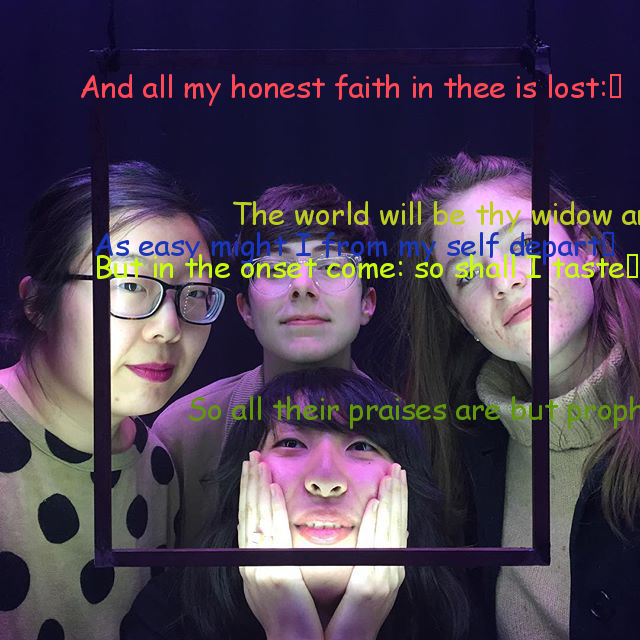 And all my honest faith in thee is lost:
The world will be thy widow
As easy might I from my self depart
But in the onset come: so shall I taste
So all their praises are but